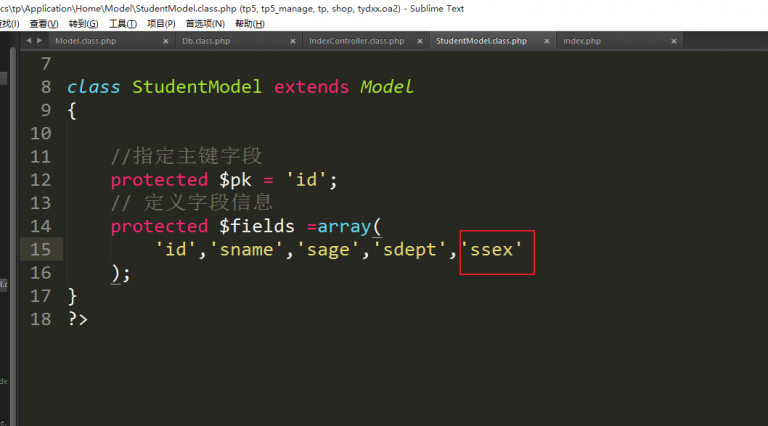 cs\tp\Application\Home\Model\StudentModel.class.php (tp5, tp5_manage, tp, shop, tydxx.oa2) - Sublime Text
查看(V) 转到(G) 工具(T) 项目(P) 首选项(N) 帮助(H)
Model.class.php × Db.class.php × IndexController.class.php × StudentModel.class.php × index.php ×
7
8 class StudentModel extends Model
9 {
10
11 //指定主键字段
12 protected $pk = 'id';
13 // 定义字段信息
14 protected $fields =array(
15 'id','sname','sage','sdept','ssex'
16 );
17 }
18 ?>